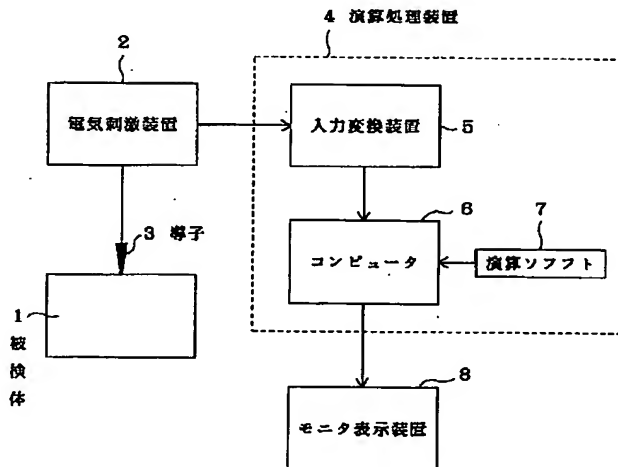 4 演算処理装置
2
電気刺激装置
入力変換装置
5
6
7
3 導子
コンピュータ
演算ソフフト
1
被
検
体
8
モニタ表示装置